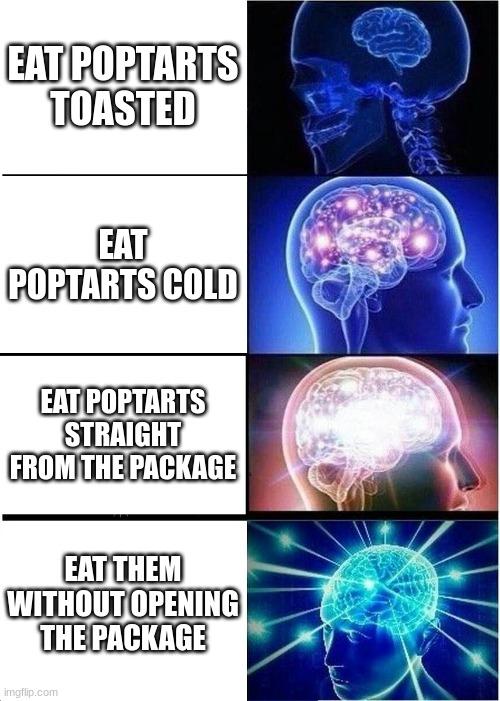 EAT POPTARTS
TOASTED
EAT
POPTARTS COLD
EAT POPTARTS
STRAIGHT
FROM THE PACKAGE
EAT THEM
WITHOUT OPENING
THE PACKAGE
imgflip.com